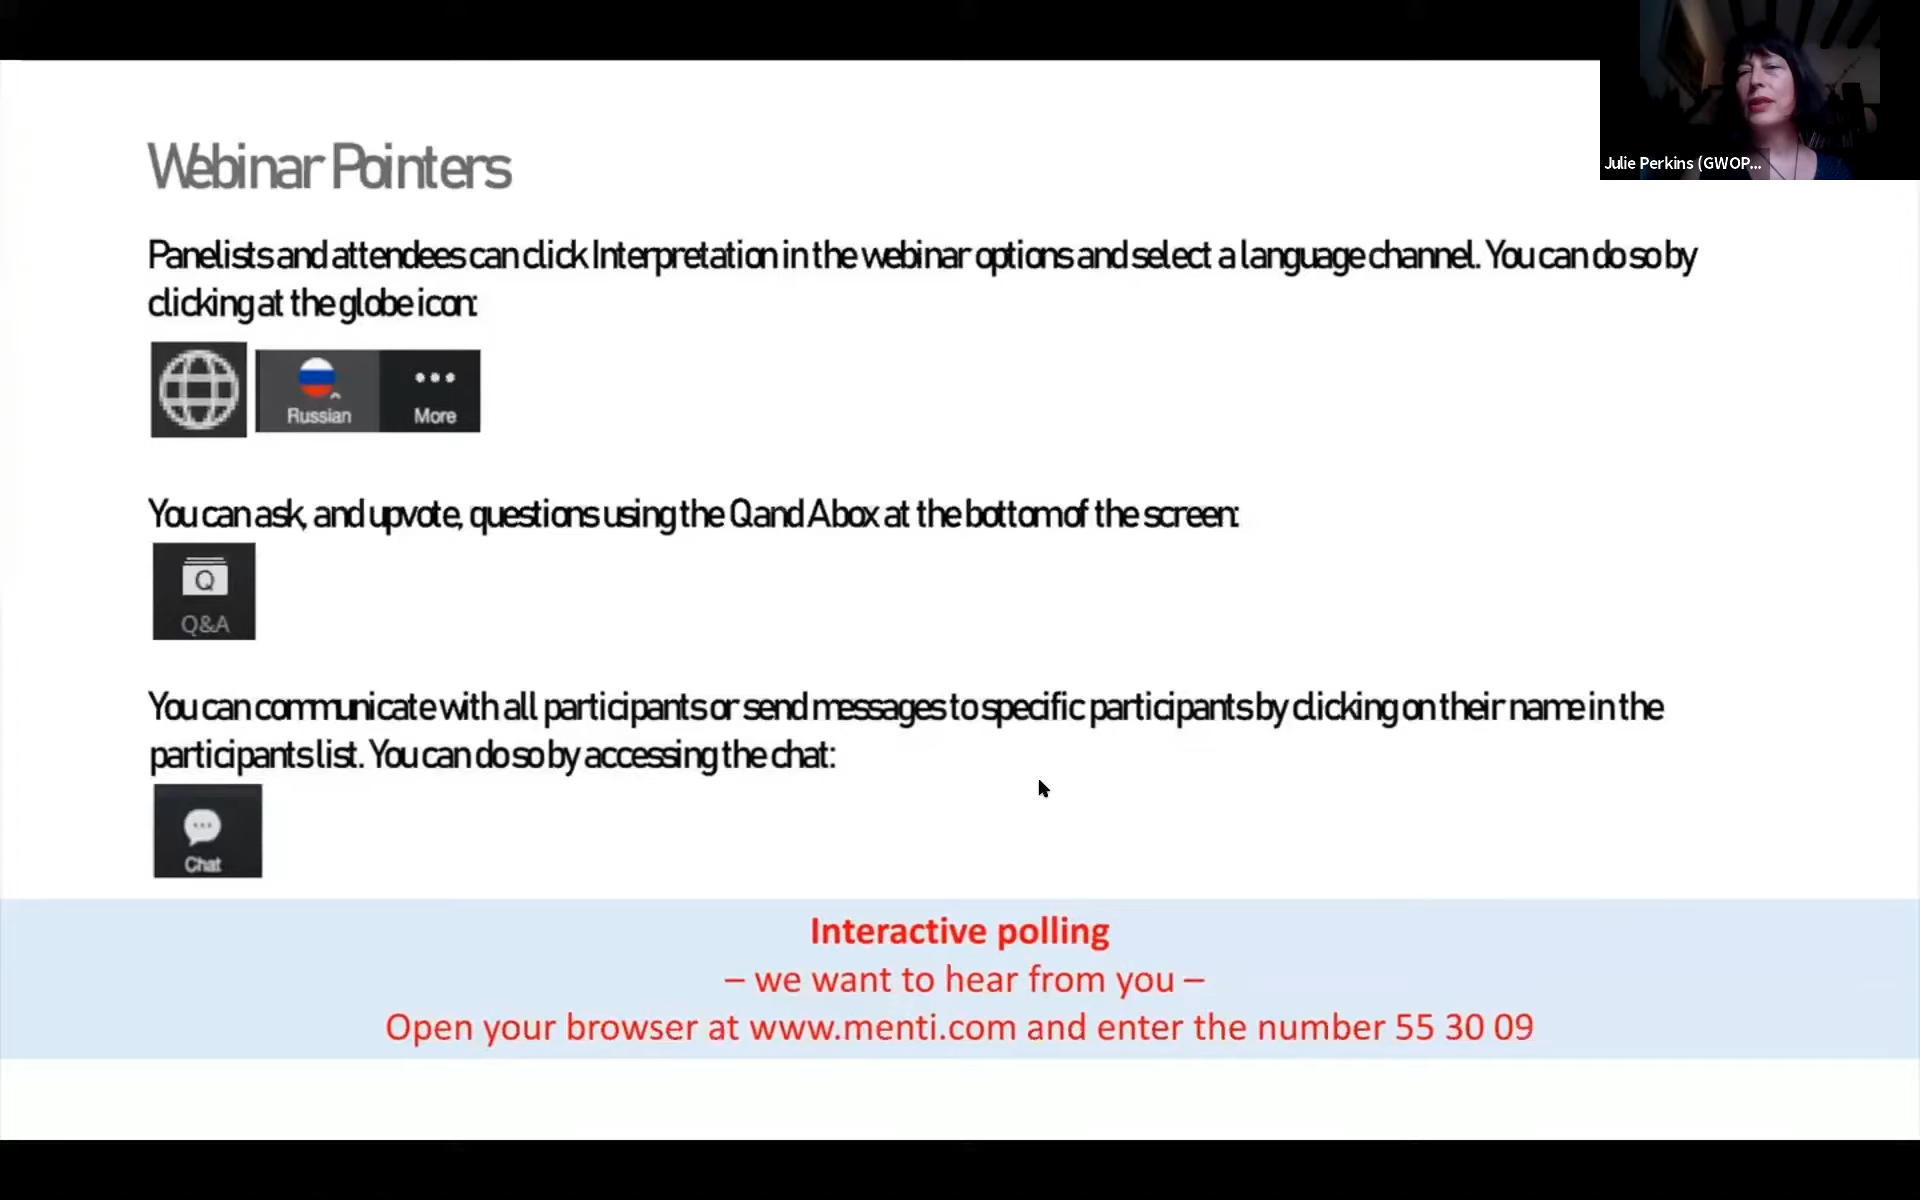 Julie Perkins (GWOP...
Webinar Pointers
Panelists and attendees can click Interpretation in the webinar options and select a language channel. You can do so by
clicking at the globe icon:
Russian
More
You can ask, and upvote, questions using the Q and A box at the bottom of the screen:
Q
Q&A
You can communicate with all participants or send messages to specific participants by clicking on their name in the
participants list. You can do so by accessing the chat:
Chat
Interactive polling
– we want to hear from you –
Open your browser at www.menti.com and enter the number 55 30 09